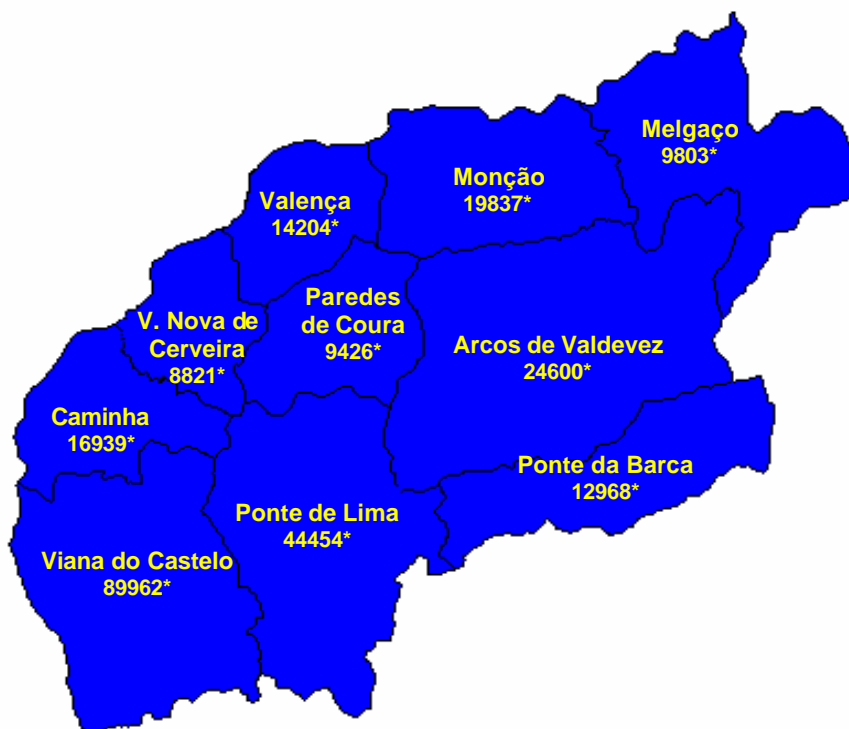 Melgaço
9803*
Monção
19837*
Valença
14204*
Paredes
de Coura
9426*
V. Nova de
Cerveira
8821*
Arcos de Valdevez
24600*
Caminha
16939*
Ponte da Barca
12968*
Ponte de Lima
44454*
Viana do Castelo
89962*